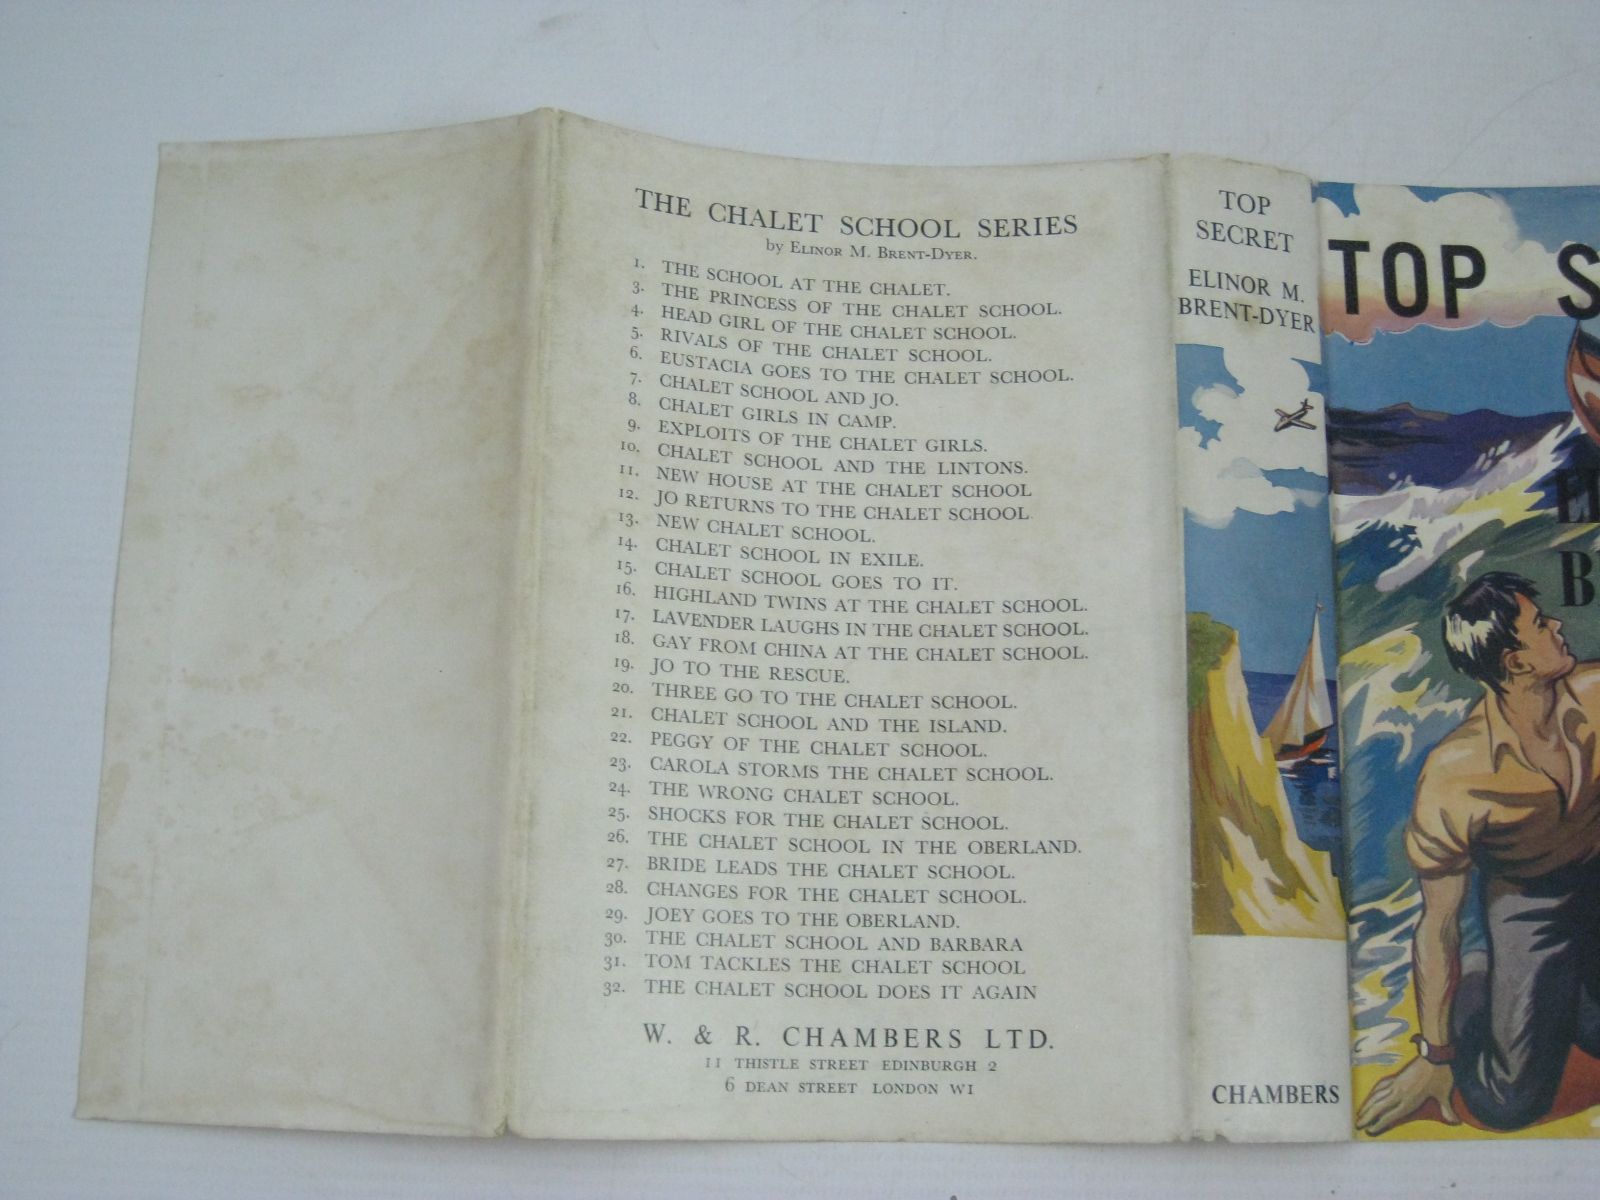 THE CHALET SCHOOL SERIES
by ELINOR M. BRENT-DYER.
1. THE SCHOOL AT THE CHALET.
3. THE PRINCESS OF THE CHALET SCHOOL.
4. HEAD GIRL OF THE CHALET SCHOOL.
5. RIVALS OF THE CHALET SCHOOL.
6. EUSTACIA GOES TO THE CHALET SCHOOL.
7. CHALET SCHOOL AND JO.
8. CHALET GIRLS IN CAMP.
9. EXPLOITS OF THE CHALET GIRLS.
10. CHALET SCHOOL AND THE LINTONS.
11. NEW HOUSE AT THE CHALET SCHOOL
12. JO RETURNS TO THE CHALET SCHOOL
13. NEW CHALET SCHOOL.
14. CHALET SCHOOL IN EXILE.
15. CHALET SCHOOL GOES TO IT.
16. HIGHLAND TWINS AT THE CHALET SCHOOL.
17. LAVENDER LAUGHS IN THE CHALET SCHOOL.
18. GAY FROM CHINA AT THE CHALET SCHOOL.
19. JO TO THE RESCUE.
20. THREE GO TO THE CHALET SCHOOL.
21. CHALET SCHOOL AND THE ISLAND.
22. PEGGY OF THE CHALET SCHOOL.
23. CAROLA STORMS THE CHALET SCHOOL.
24. THE WRONG CHALET SCHOOL.
25. SHOCKS FOR THE CHALET SCHOOL.
26. THE CHALET SCHOOL IN THE OBERLAND.
27. BRIDE LEADS THE CHALET SCHOOL.
28. CHANGES FOR THE CHALET SCHOOL.
29. JOEY GOES TO THE OBERLAND.
30. THE CHALET SCHOOL AND BARBARA
31. TOM TACKLES THE CHALET SCHOOL
32. THE CHALET SCHOOL DOES IT AGAIN
W. & R. CHAMBERS LTD.
11 THISTLE STREET EDINBURGH 2
6 DEAN STREET LONDON W1
TOP
SECRET
ELINOR M.
BRENT-DYER
CHAMBERS
TOP S
B